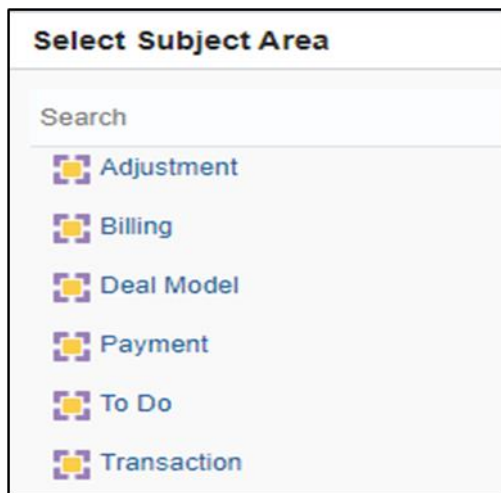 Select Subject Area
Search
Adjustment
Billing
Deal Model
Payment
To Do
Transaction